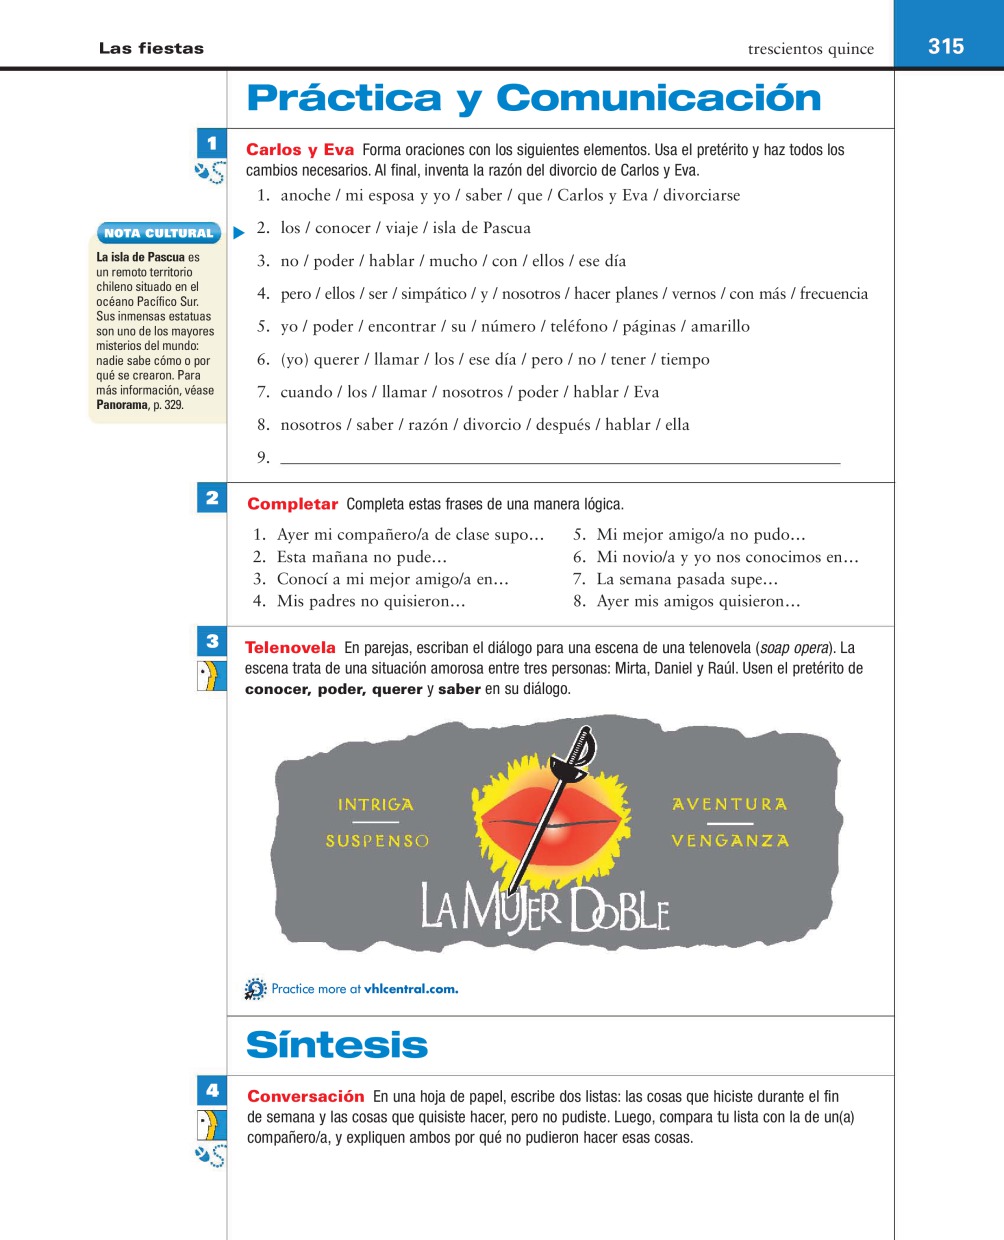 Las fiestas
trescientos quince
315
Práctica y Comunicación
1
Carlos y Eva Forma oraciones con los siguientes elementos. Usa el pretérito y haz todos los
cambios necesarios. Al final, inventa la razón del divorcio de Carlos y Eva.
1. anoche / mi esposa y yo / saber / que / Carlos y Eva / divorciarse
2. los / conocer / viaje / isla de Pascua
3. no / poder / hablar / mucho / con / ellos / ese día
4. pero / ellos / ser / simpático / y / nosotros / hacer planes / vernos / con más / frecuencia
5. yo / poder / encontrar / su / número / teléfono / páginas / amarillo
6. (yo) querer / llamar / los / ese día / pero / no / tener / tiempo
7. cuando / los / llamar / nosotros / poder / hablar / Eva
8. nosotros / saber / razón / divorcio / después / hablar / ella
9.
NOTA CULTURAL
La isla de Pascua es
un remoto territorio
chileno situado en el
océano Pacífico Sur.
Sus inmensas estatuas
son uno de los mayores
misterios del mundo:
nadie sabe cómo o por
qué se crearon. Para
más información, véase
Panorama, p. 329.
2
Completar Completa estas frases de una manera lógica.
1. Ayer mi compañero/a de clase supo…
2. Esta mañana no pude…
3. Conocí a mi mejor amigo/a en…
4. Mis padres no quisieron…
5. Mi mejor amigo/a no pudo…
6. Mi novio/a y yo nos conocimos en…
7. La semana pasada supe…
8. Ayer mis amigos quisieron…
3
Telenovela En parejas, escriban el diálogo para una escena de una telenovela (soap opera). La
escena trata de una situación amorosa entre tres personas: Mirta, Daniel y Raúl. Usen el pretérito de
conocer, poder, querer y saber en su diálogo.
INTRIGA
SUSPENSO
AVENTURA
VENGANZA
LA MUJER DOBLE
Practice more at vhlcentral.com.
Síntesis
4
Conversación En una hoja de papel, escribe dos listas: las cosas que hiciste durante el fin
de semana y las cosas que quisiste hacer, pero no pudiste. Luego, compara tu lista con la de un(a)
compañero/a, y expliquen ambos por qué no pudieron hacer esas cosas.